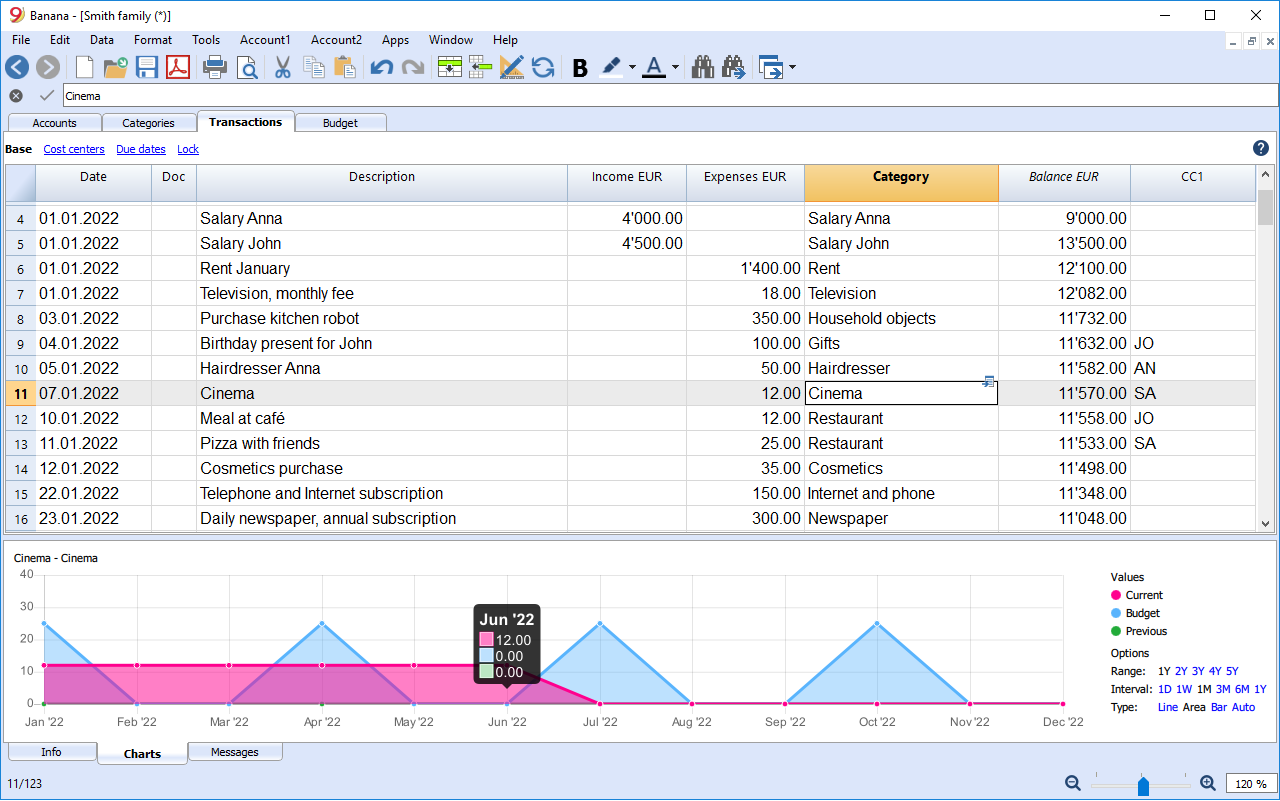 Banana - [Smith family (*)]
File Edit Data Format Tools Account1 Account2 Apps Window Help
B A
Cinema
Accounts Categories Transactions Budget
Base Cost centers Due dates Lock ?
Date Doc Description Income EUR Expenses EUR Category Balance EUR CC1
4 01.01.2022 Salary Anna 4'000.00 Salary Anna 9'000.00
5 01.01.2022 Salary John 4'500.00 Salary John 13'500.00
6 01.01.2022 Rent January 1'400.00 Rent 12'100.00
7 01.01.2022 Television, monthly fee 18.00 Television 12'082.00
8 03.01.2022 Purchase kitchen robot 350.00 Household objects 11'732.00
9 04.01.2022 Birthday present for John 100.00 Gifts 11'632.00 JO
10 05.01.2022 Hairdresser Anna 50.00 Hairdresser 11'582.00 AN
11 07.01.2022 Cinema 12.00 Cinema 11'570.00 SA
12 10.01.2022 Meal at café 12.00 Restaurant 11'558.00 JO
13 11.01.2022 Pizza with friends 25.00 Restaurant 11'533.00 SA
14 12.01.2022 Cosmetics purchase 35.00 Cosmetics 11'498.00
15 22.01.2022 Telephone and Internet subscription 150.00 Internet and phone 11'348.00
16 23.01.2022 Daily newspaper, annual subscription 300.00 Newspaper 11'048.00
Cinema - Cinema
40
30
20
10
0
Jun '22
12.00
0.00
0.00
Jan '22 Feb '22 Mar '22 Apr '22 May '22 Jun '22 Jul '22 Aug '22 Sep '22 Oct '22 Nov '22 Dec '22
Values
Current
Budget
Previous
Options
Range: 1Y 2Y 3Y 4Y 5Y
Interval: 1D 1W 1M 3M 6M 1Y
Type: Line Area Bar Auto
Info Charts Messages
11/123 120 %